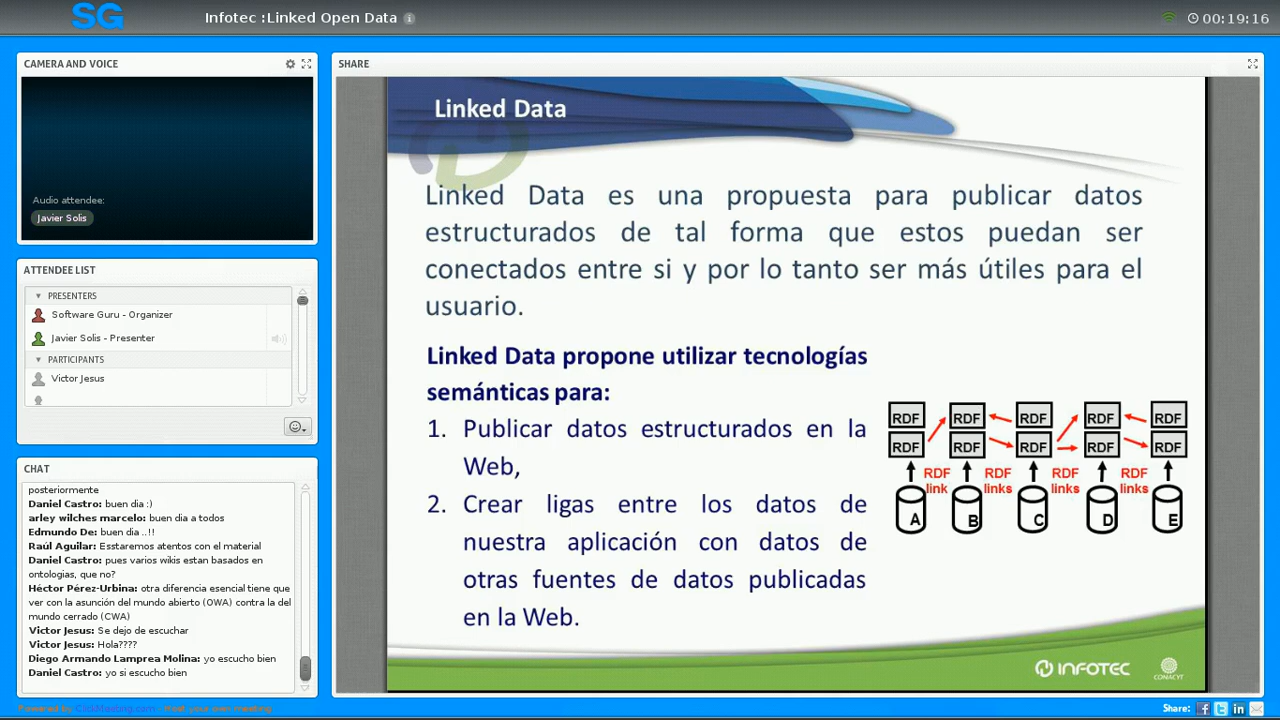 SG
Infotec :Linked Open Data
00:19:16
CAMERA AND VOICE
Audio attendee:
Javier Solis
ATTENDEE LIST
PRESENTERS
Software Guru - Organizer
Javier Solis - Presenter
PARTICIPANTS
Victor Jesus
CHAT
posteriormente
Daniel Castro: buen dia :)
arley wilches marcelo: buen dia a todos
Edmundo De: buen dia ..!!
Raúl Aguilar: Esstaremos atentos con el material
Daniel Castro: pues varios wikis estan basados en
ontologias, que no?
Héctor Pérez-Urbina: otra diferencia esencial tiene que
ver con la asunción del mundo abierto (OWA) contra la del
mundo cerrado (CWA)
Victor Jesus: Se dejo de escuchar
Victor Jesus: Hola????
Diego Armando Lamprea Molina: yo escucho bien
Daniel Castro: yo si escucho bien
Powered by ClickMeeting.com - Host your own meeting
SHARE
Linked Data
Linked Data es una propuesta para publicar datos
estructurados de tal forma que estos puedan ser
conectados entre si y por lo tanto ser más útiles para el
usuario.
Linked Data propone utilizar tecnologías
semánticas para:
1. Publicar datos estructurados en la
Web,
2. Crear ligas entre los datos de
nuestra aplicación con datos de
otras fuentes de datos publicadas
en la Web.
RDF RDF RDF RDF RDF
RDF RDF RDF RDF RDF
RDF RDF RDF RDF
link links links links
A B C D E
INFOTEC
CONACYT
Share: